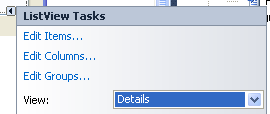 ListView Tasks
Edit Items...
Edit Columns...
Edit Groups...
View: Details